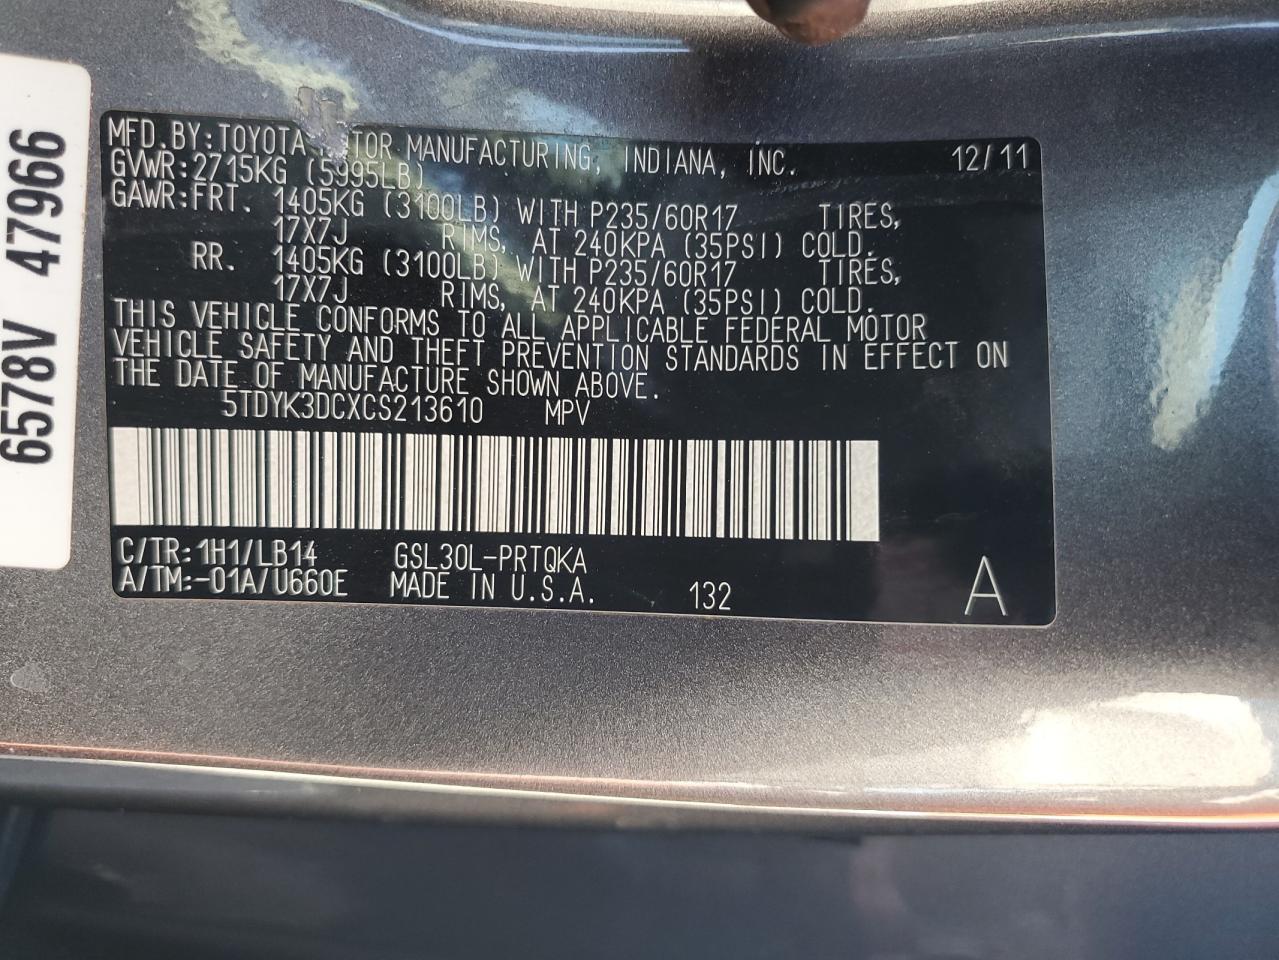 6578V 47966
MFD.BY:TOYOTA TOR MANUFACTURING, INDIANA, INC. 12/11
GVWR:2715KG (5995LB)
GAWR:FRT. 1405KG (3100LB) WITH P235/60R17 TIRES,
17X7J RIMS, AT 240KPA (35PSI) COLD.
RR. 1405KG (3100LB) WITH P235/60R17 TIRES,
17X7J RIMS, AT 240KPA (35PSI) COLD.
THIS VEHICLE CONFORMS TO ALL APPLICABLE FEDERAL MOTOR
VEHICLE SAFETY AND THEFT PREVENTION STANDARDS IN EFFECT ON
THE DATE OF MANUFACTURE SHOWN ABOVE.
5TDYK3DCXCS213610 MPV
C/TR:1H1/LB14 GSL30L-PRTQKA
A/TM:-01A/U660E MADE IN U.S.A. 132 A